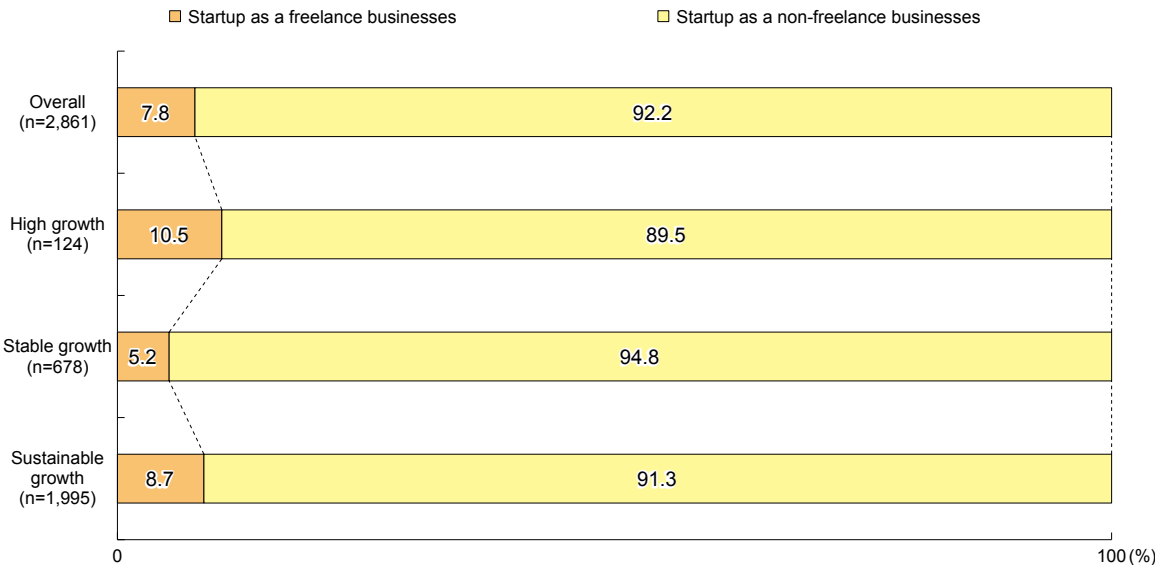 Startup as a freelance businesses
Startup as a non-freelance businesses
Overall
(n=2,861)
7.8
92.2
High growth
(n=124)
10.5
89.5
Stable growth
(n=678)
5.2
94.8
Sustainable
growth
(n=1,995)
8.7
91.3
0
100 (%)